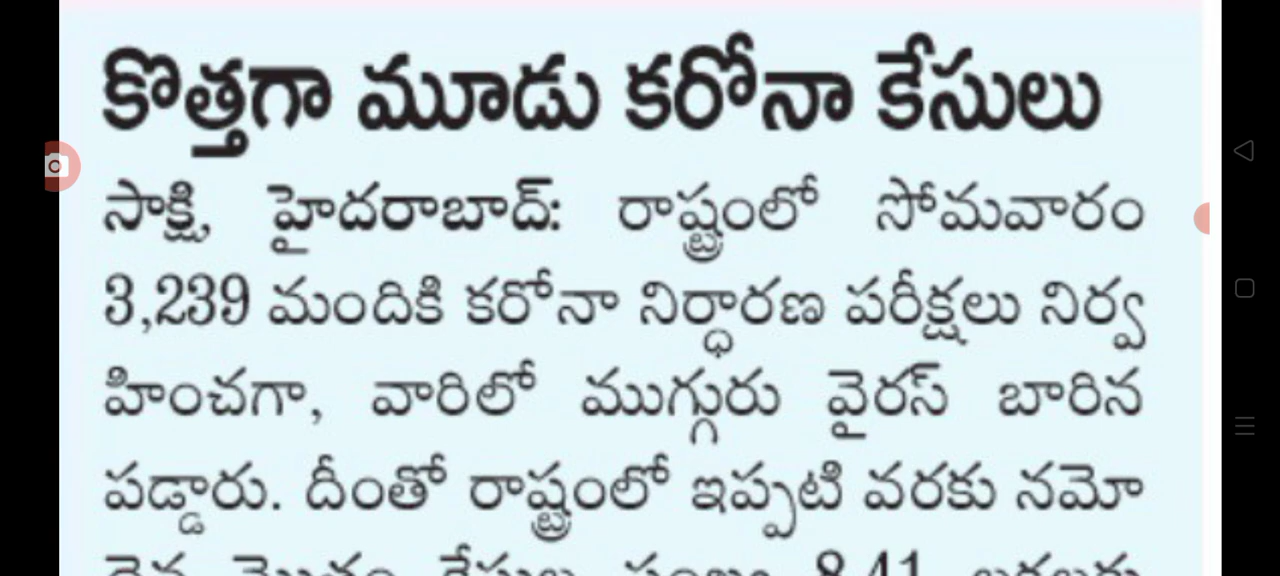 కొత్తగా మూడు కరోనా కేసులు
సాక్షి, హైదరాబాద్: రాష్ట్రంలో సోమవారం
3,239 మందికి కరోనా నిర్ధారణ పరీక్షలు నిర్వ
హించగా, వారిలో ముగ్గురు వైరస్ బారిన
పడ్డారు. దీంతో రాష్ట్రంలో ఇప్పటి వరకు నమో